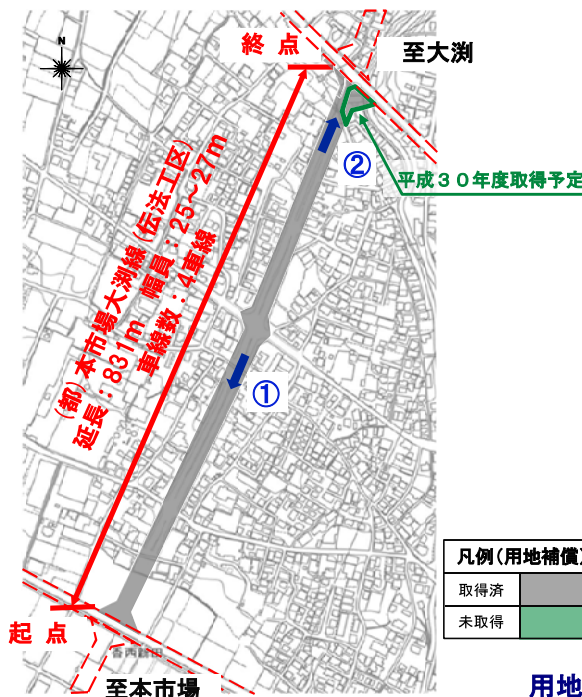 N
終 点
至大渕
②
平成３０年度取得予定
(都)本市場大渕線(伝法工区)
延長：831m 幅員：25～27m
車線数：4車線
①
凡例(用地補償)
取得済
未取得
起 点
至本市場
用地